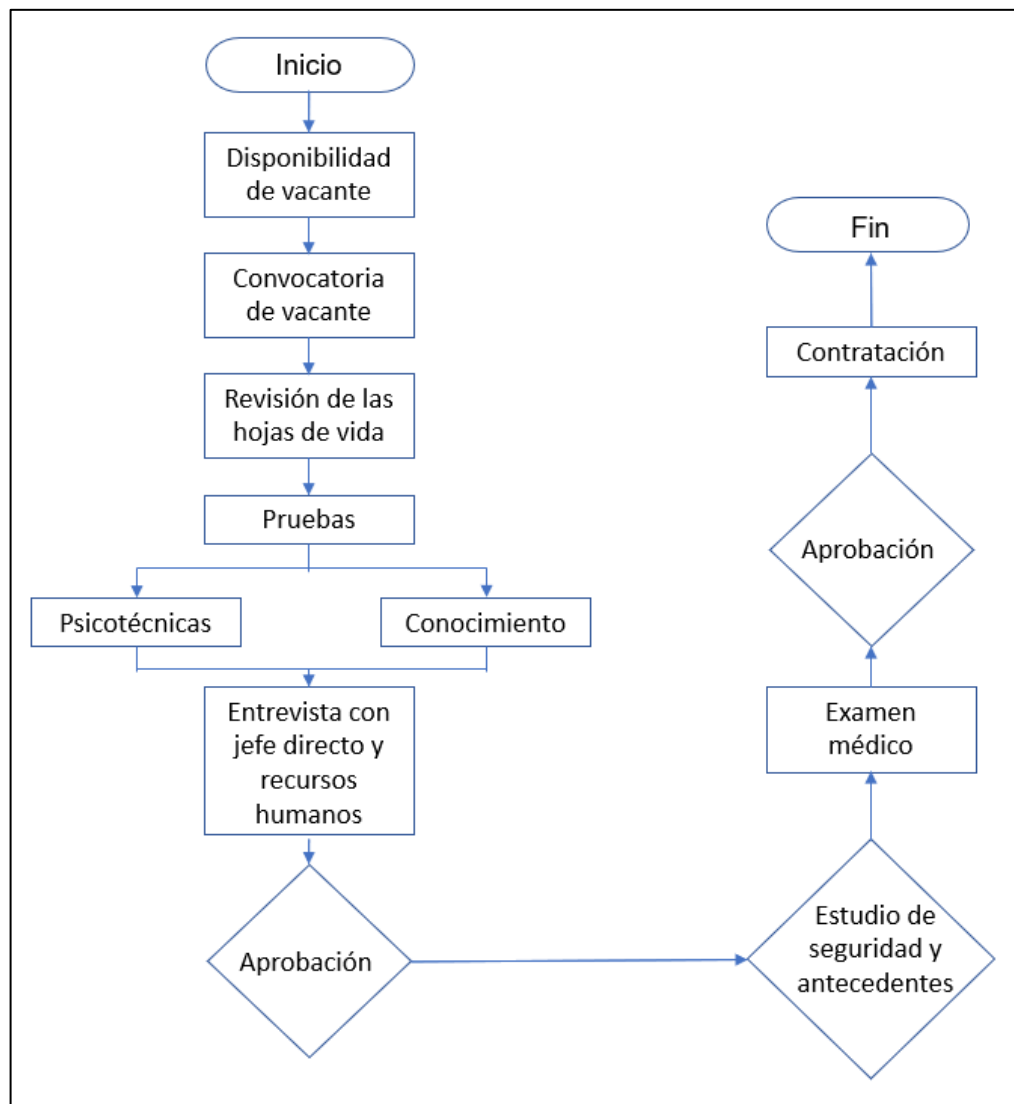 Inicio
Disponibilidad
de vacante
Convocatoria
de vacante
Revisión de las
hojas de vida
Pruebas
Psicotécnicas
Conocimiento
Entrevista con
jefe directo y
recursos
humanos
Aprobación
Estudio de
seguridad y
antecedentes
Examen
médico
Aprobación
Contratación
Fin